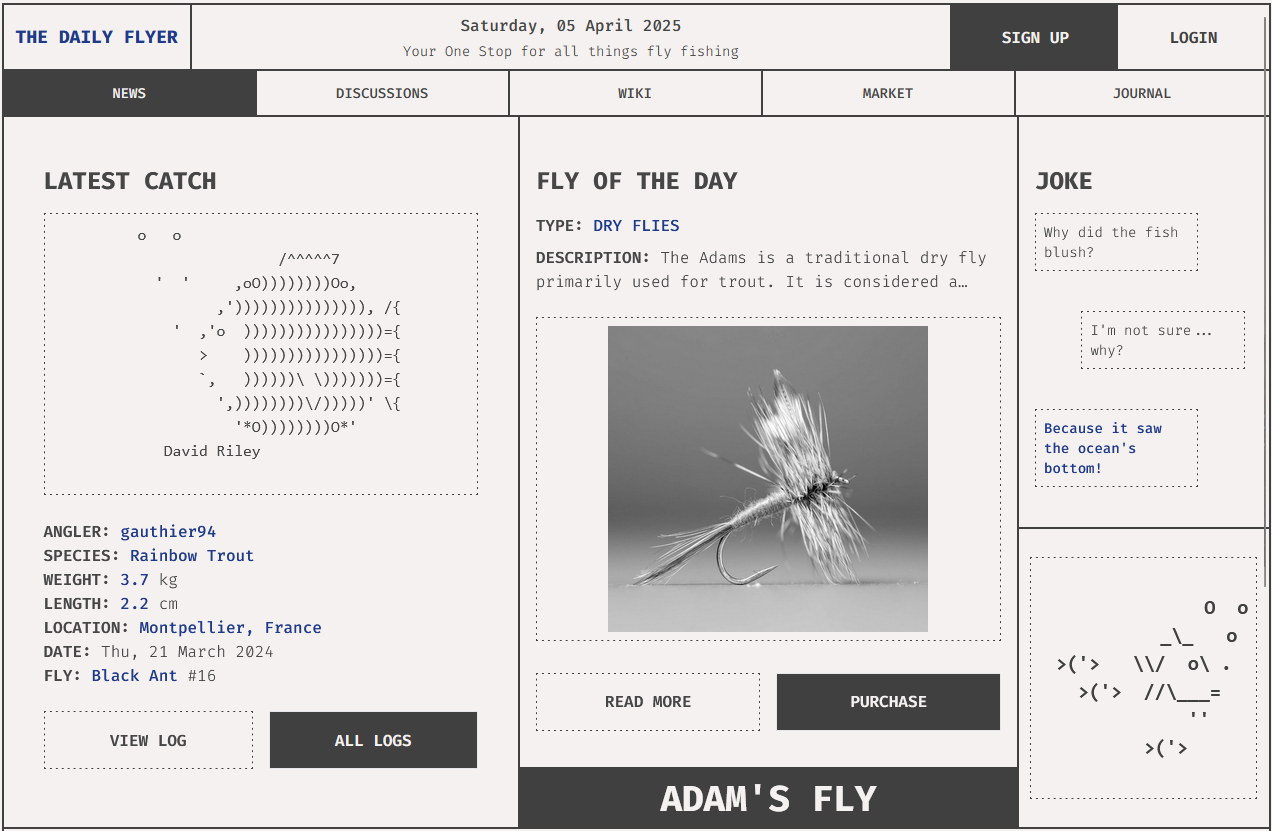 THE DAILY FLYER
Saturday, 05 April 2025
Your One Stop for all things fly fishing
SIGN UP
LOGIN
NEWS
DISCUSSIONS
WIKI
MARKET
JOURNAL
LATEST CATCH
o   o
/^^^^^7
'  '     ,oO))))))))Oo,
,')))))))))))))))), /{
'  ,'o  ))))))))))))))))={
>    ))))))))))))))))={
`,   ))))))\ \)))))))={
',))))))))\/)))))' \{
'*O))))))))O*'
David Riley
ANGLER: gauthier94
SPECIES: Rainbow Trout
WEIGHT: 3.7 kg
LENGTH: 2.2 cm
LOCATION: Montpellier, France
DATE: Thu, 21 March 2024
FLY: Black Ant #16
VIEW LOG
ALL LOGS
FLY OF THE DAY
TYPE: DRY FLIES
DESCRIPTION: The Adams is a traditional dry fly
primarily used for trout. It is considered a…
READ MORE
PURCHASE
ADAM'S FLY
JOKE
Why did the fish
blush?
I'm not sure...
why?
Because it saw
the ocean's
bottom!
O  o
_\_   o
>('>   \\/  o\ .
>('>  //\___=
''
>('>